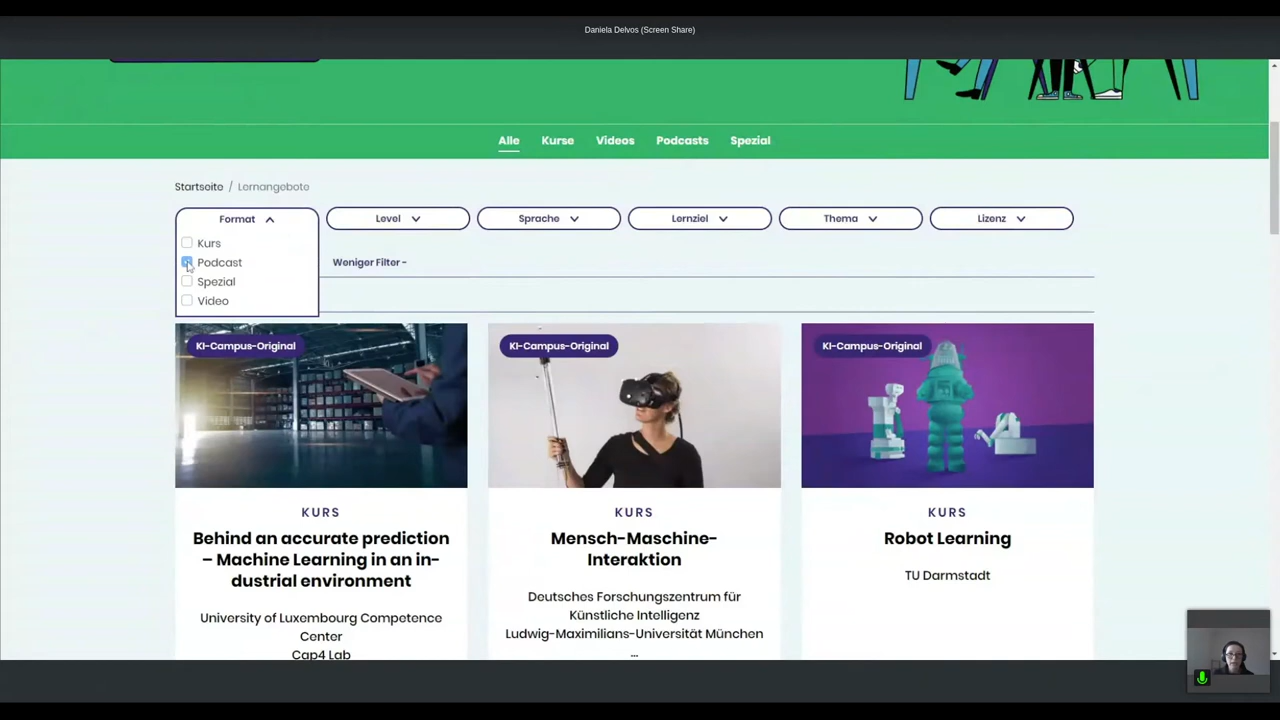 Daniela Delvos (Screen Share)
Alle Kurse Videos Podcasts Spezial
Startseite / Lernangebote
Format Level Sprache Lernziel Thema Lizenz
Kurs
Podcast
Weniger Filter -
Spezial
Video
KI-Campus-Original
KURS
Behind an accurate prediction
– Machine Learning in an in-
dustrial environment
University of Luxembourg Competence
Center
Cap4 Lab
KI-Campus-Original
KURS
Mensch-Maschine-
Interaktion
Deutsches Forschungszentrum für
Künstliche Intelligenz
Ludwig-Maximilians-Universität München
...
KI-Campus-Original
KURS
Robot Learning
TU Darmstadt